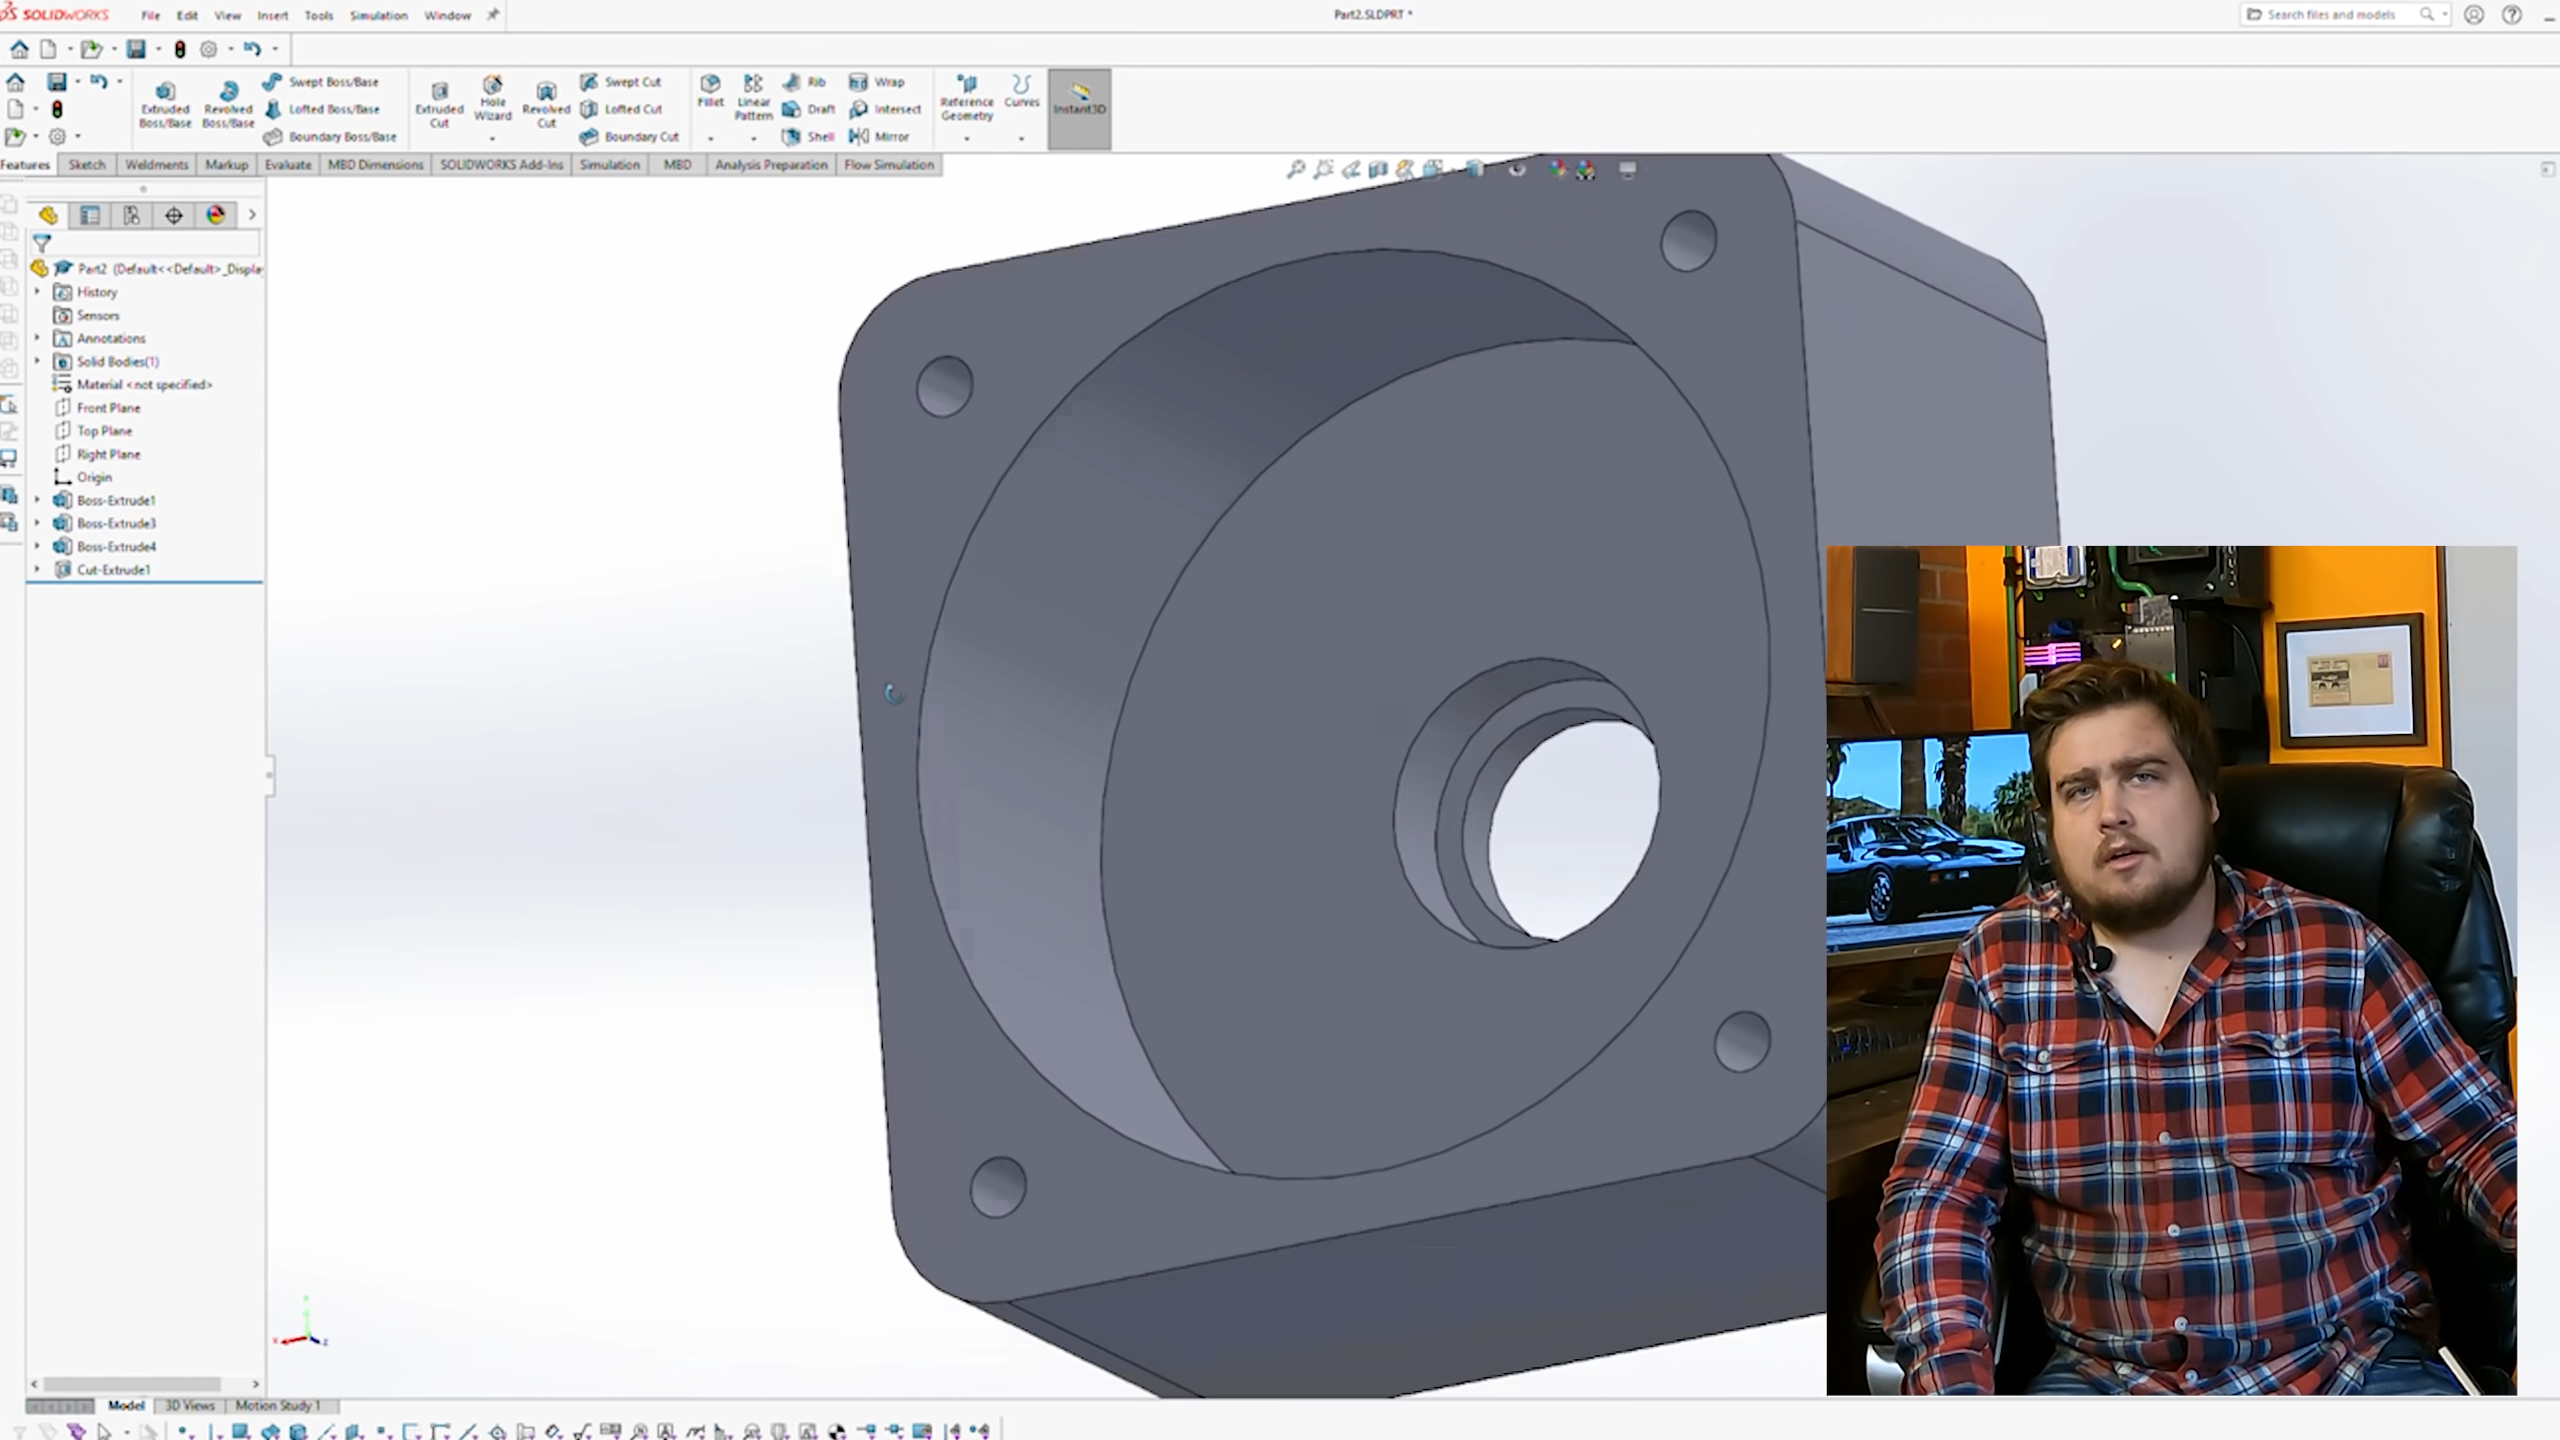 SOLIDWORKS File Edit View Insert Tools Simulation Window Part2.SLDPRT * Search files and models
Extruded Boss/Base
Revolved Boss/Base
Swept Boss/Base
Lofted Boss/Base
Boundary Boss/Base
Extruded Cut
Hole Wizard
Revolved Cut
Swept Cut
Lofted Cut
Boundary Cut
Fillet
Linear Pattern
Rib
Draft
Shell
Wrap
Intersect
Mirror
Reference Geometry
Curves
Instant3D
Features Sketch Weldments Markup Evaluate MBD Dimensions SOLIDWORKS Add-Ins Simulation MBD Analysis Preparation Flow Simulation
Part2 (Default<<Default>_Displa
History
Sensors
Annotations
Solid Bodies(1)
Material <not specified>
Front Plane
Top Plane
Right Plane
Origin
Boss-Extrude1
Boss-Extrude3
Boss-Extrude4
Cut-Extrude1
Model 3D Views Motion Study 1